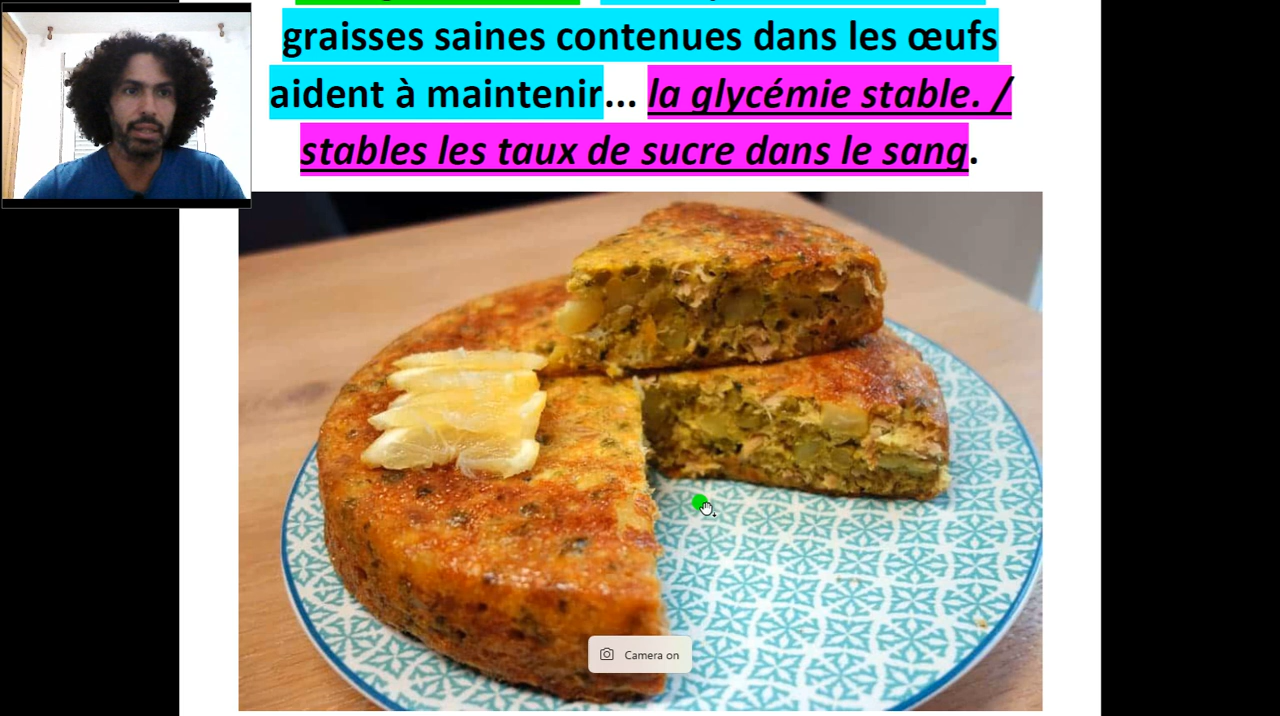 graisses saines contenues dans les œufs
aident à maintenir... la glycémie stable. /
stables les taux de sucre dans le sang.
Camera on